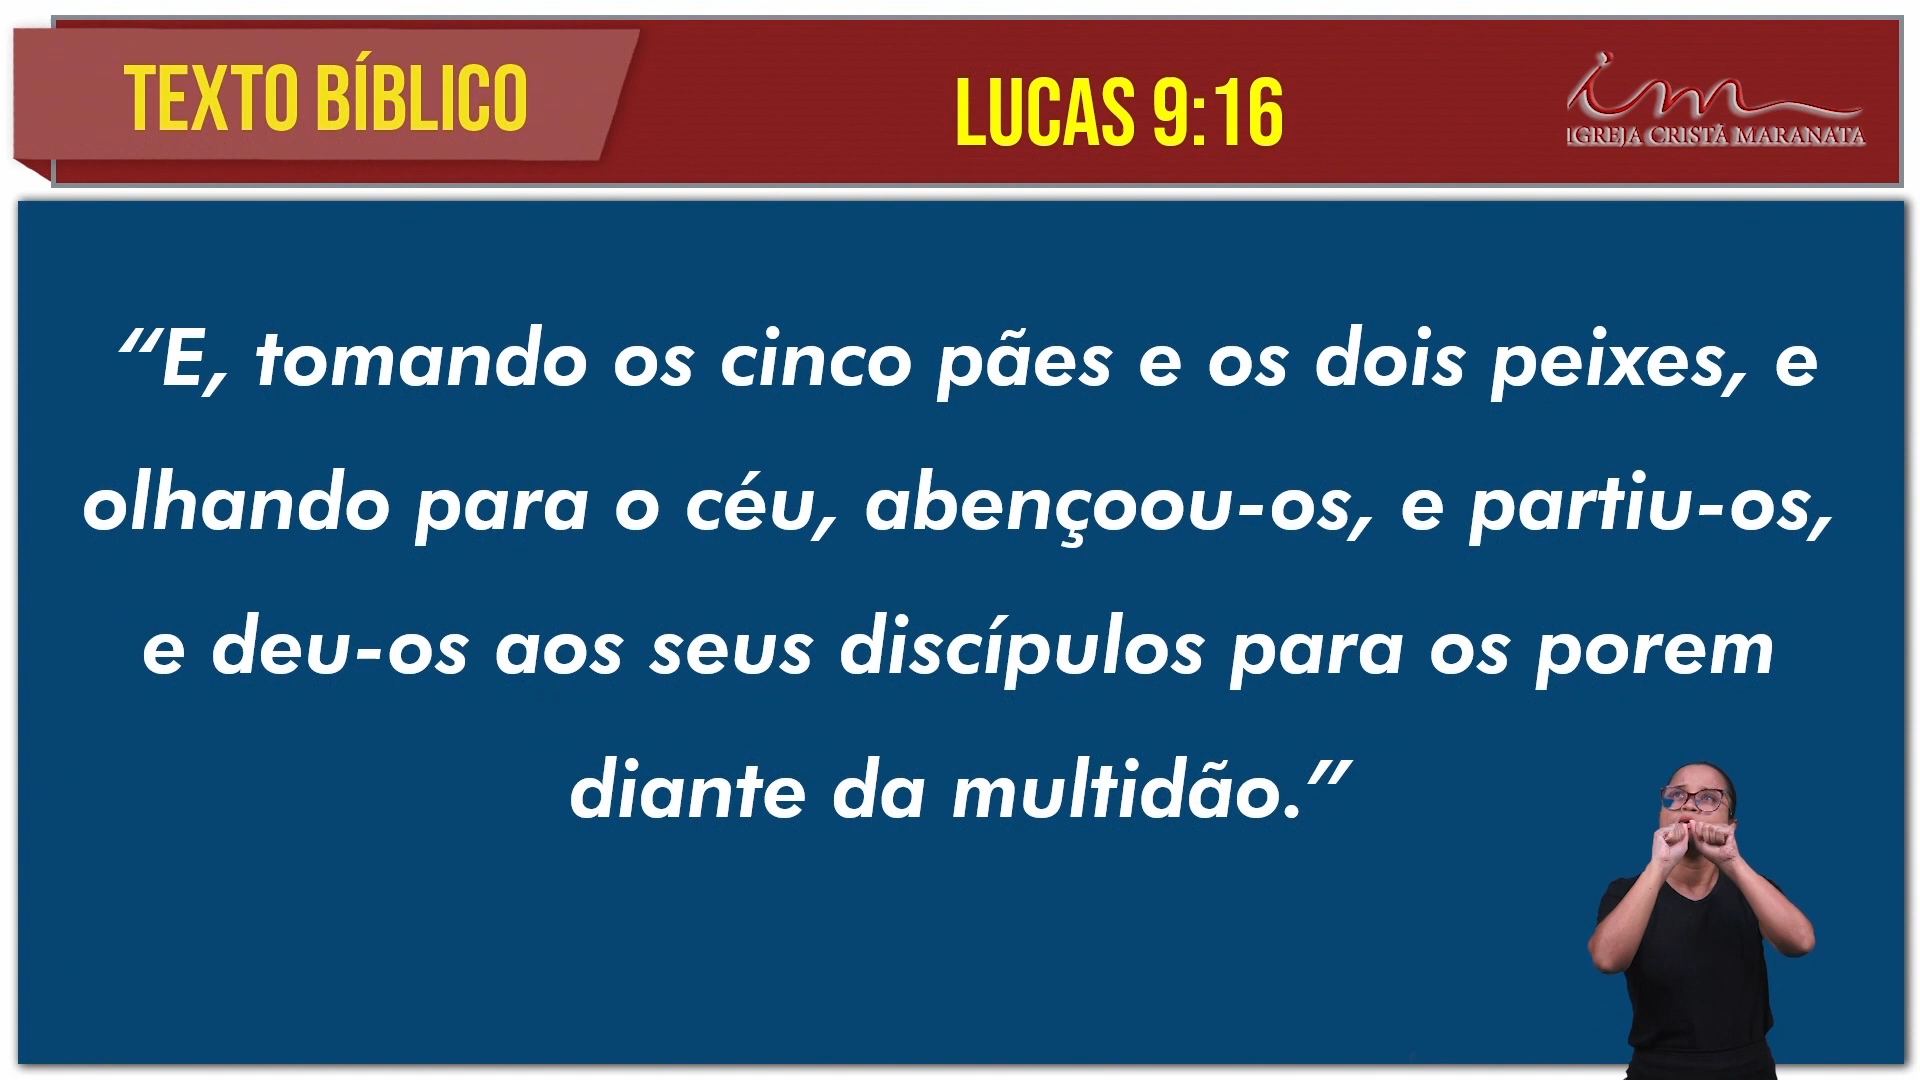 TEXTO BÍBLICO
LUCAS 9:16
im
IGREJA CRISTÃ MARANATA
“E, tomando os cinco pães e os dois peixes, e
olhando para o céu, abençoou-os, e partiu-os,
e deu-os aos seus discípulos para os porem
diante da multidão.”